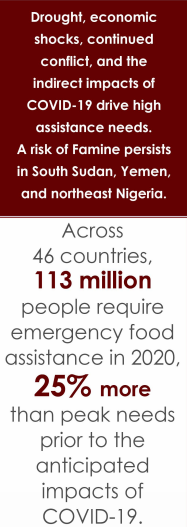 Drought, economic
shocks, continued
conflict, and the
indirect impacts of
COVID-19 drive high
assistance needs.
A risk of Famine persists
in South Sudan, Yemen,
and northeast Nigeria.
Across
46 countries,
113 million
people require
emergency food
assistance in 2020,
25% more
than peak needs
prior to the
anticipated
impacts of
COVID-19.